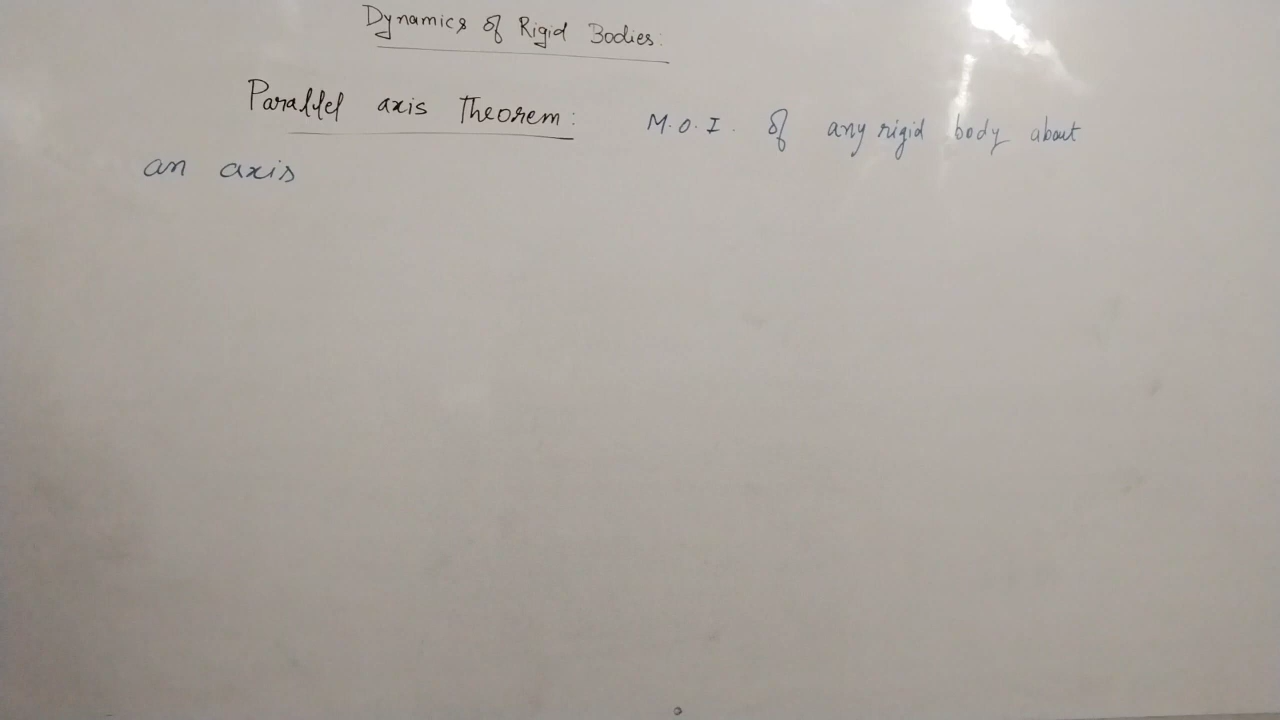 Dynamics of Rigid Bodies:
Parallel axis Theorem: M.O.I. of any rigid body about
an axis